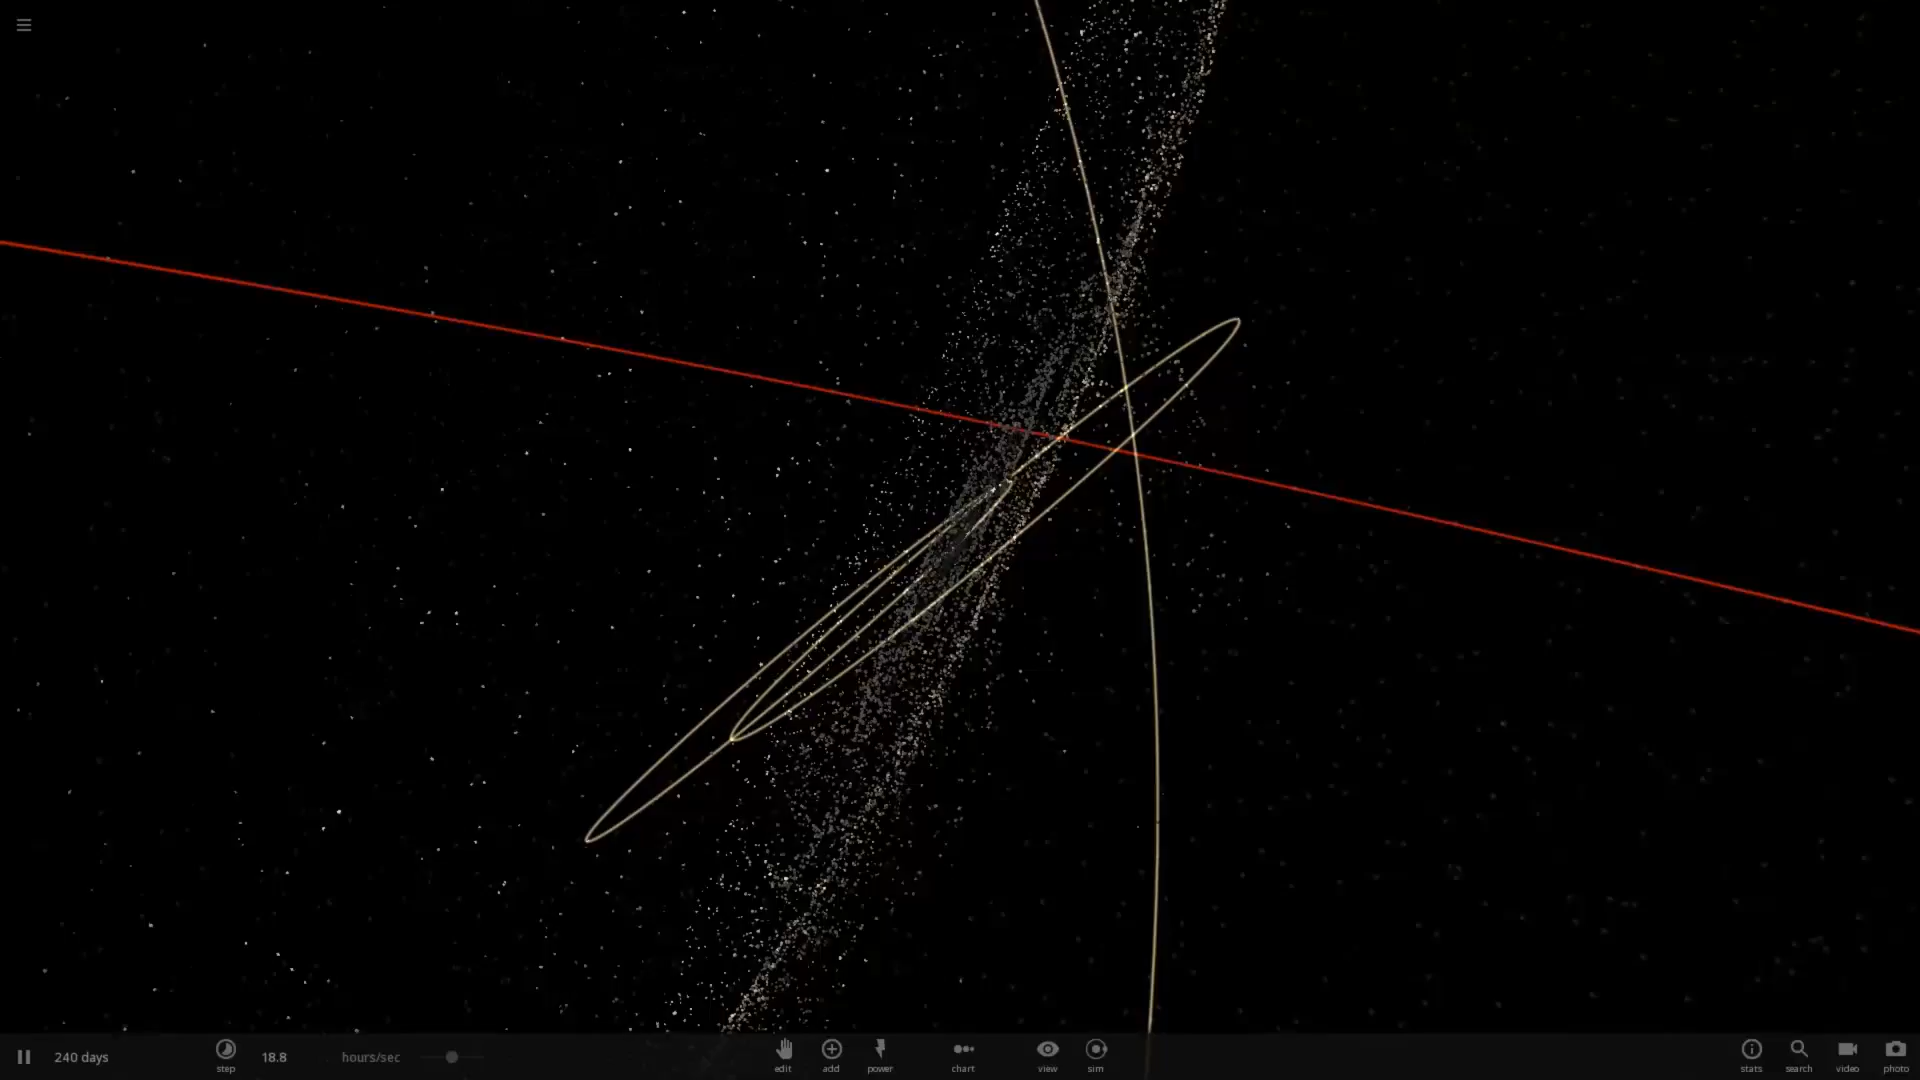 240 days
step
18.8
hours/sec
edit
add
power
chart
view
sim
stats
search
video
photo